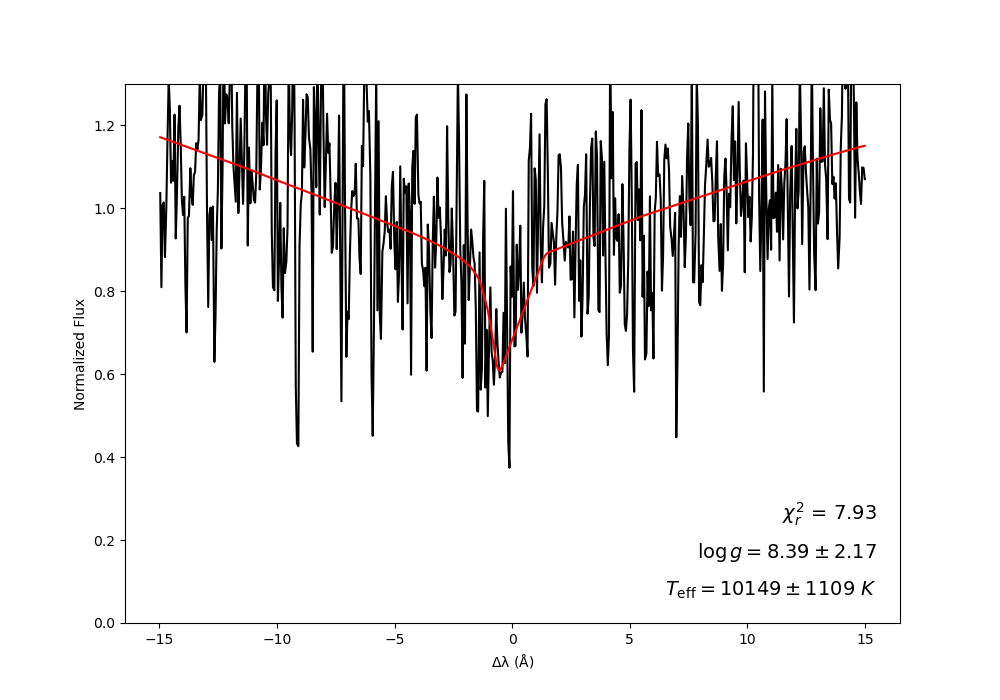 1.2
1.0
0.8
0.6
0.4
0.2
0.0
Normalized Flux
χ²ᵣ = 7.93
log g = 8.39 ± 2.17
T_eff = 10149 ± 1109 K
−15 −10 −5 0 5 10 15
Δλ (Å)